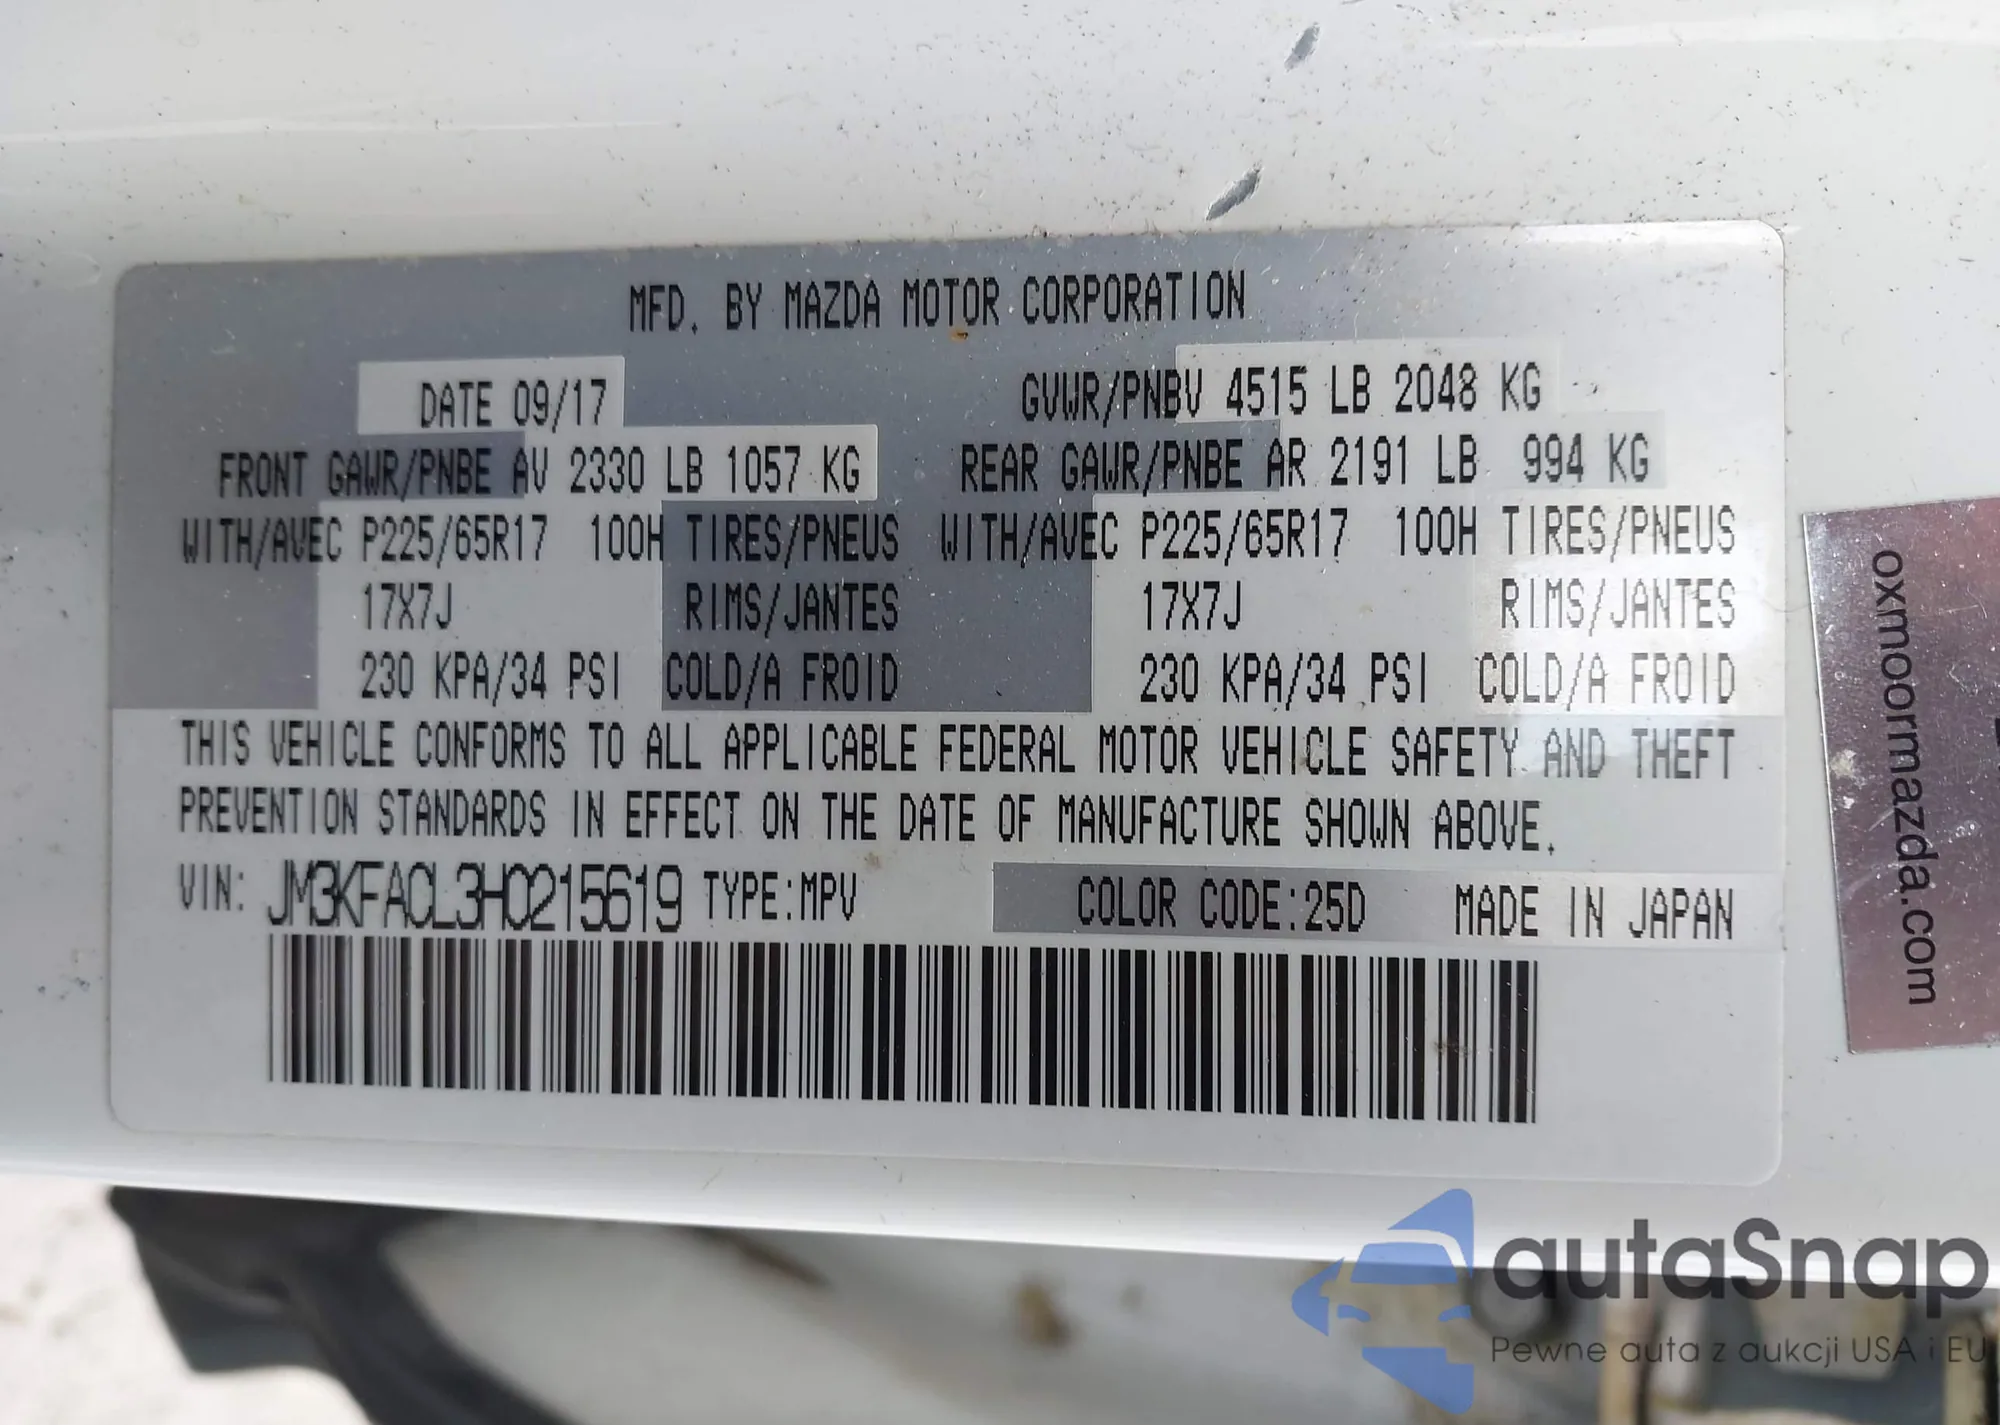 MFD. BY MAZDA MOTOR CORPORATION
DATE 09/17 GVWR/PNBV 4515 LB 2048 KG
FRONT GAWR/PNBE AV 2330 LB 1057 KG REAR GAWR/PNBE AR 2191 LB 994 KG
WITH/AVEC P225/65R17 100H TIRES/PNEUS WITH/AVEC P225/65R17 100H TIRES/PNEUS
17X7J RIMS/JANTES 17X7J RIMS/JANTES
230 KPA/34 PSI COLD/A FROID 230 KPA/34 PSI COLD/A FROID
THIS VEHICLE CONFORMS TO ALL APPLICABLE FEDERAL MOTOR VEHICLE SAFETY AND THEFT
PREVENTION STANDARDS IN EFFECT ON THE DATE OF MANUFACTURE SHOWN ABOVE.
VIN: JM3KFACL3H0215619 TYPE:MPV COLOR CODE:25D MADE IN JAPAN
oxmoormazda.com
autaSnap
Pewne auta z aukcji USA i EU